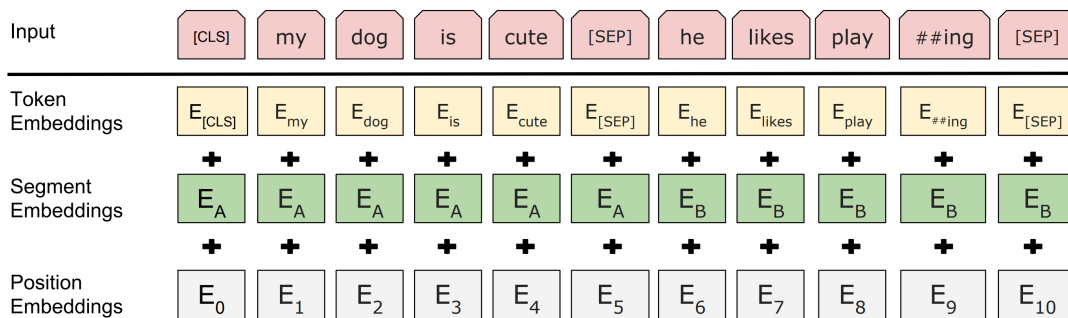 Input [CLS] my dog is cute [SEP] he likes play ##ing [SEP]
Token Embeddings E[CLS] Emy Edog Eis Ecute E[SEP] Ehe Elikes Eplay E##ing E[SEP]
+ + + + + + + + + + +
Segment Embeddings EA EA EA EA EA EA EB EB EB EB EB
+ + + + + + + + + + +
Position Embeddings E0 E1 E2 E3 E4 E5 E6 E7 E8 E9 E10